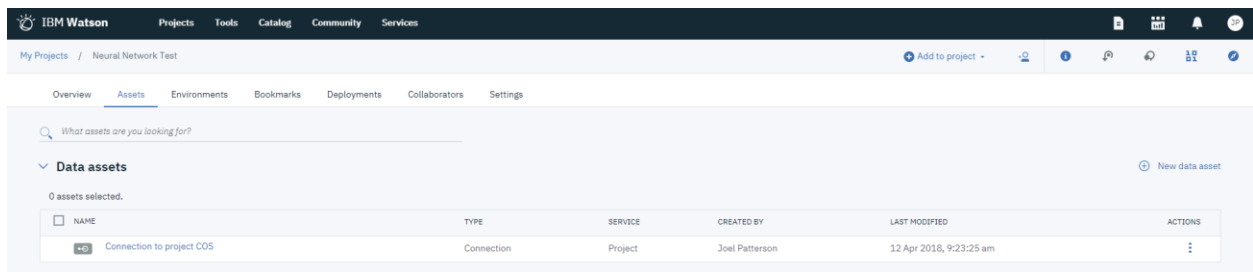 IBM Watson Projects Tools Catalog Community Services JP
My Projects / Neural Network Test Add to project
Overview Assets Environments Bookmarks Deployments Collaborators Settings
What assets are you looking for?
Data assets New data asset
0 assets selected.
NAME TYPE SERVICE CREATED BY LAST MODIFIED ACTIONS
Connection to project COS Connection Project Joel Patterson 12 Apr 2018, 9:23:25 am